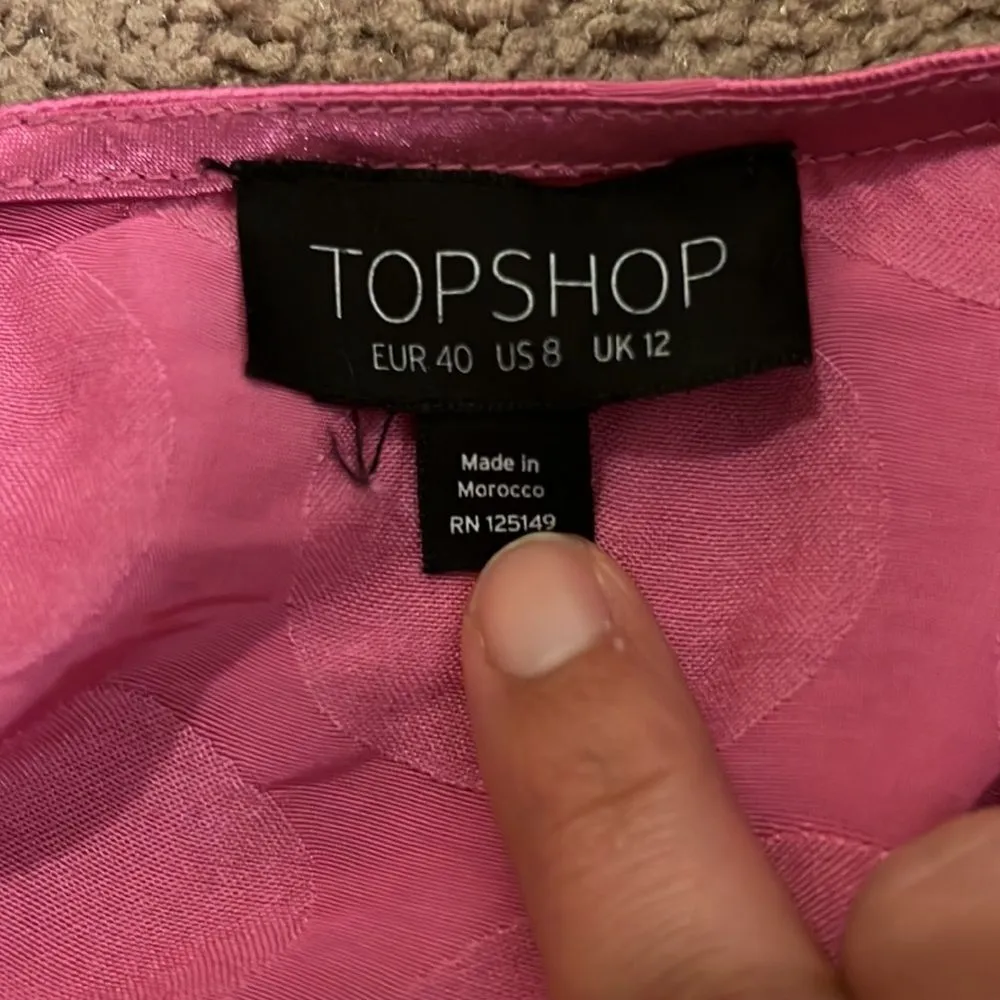 TOPSHOP
EUR 40 US 8 UK 12
Made in
Morocco
RN 125149